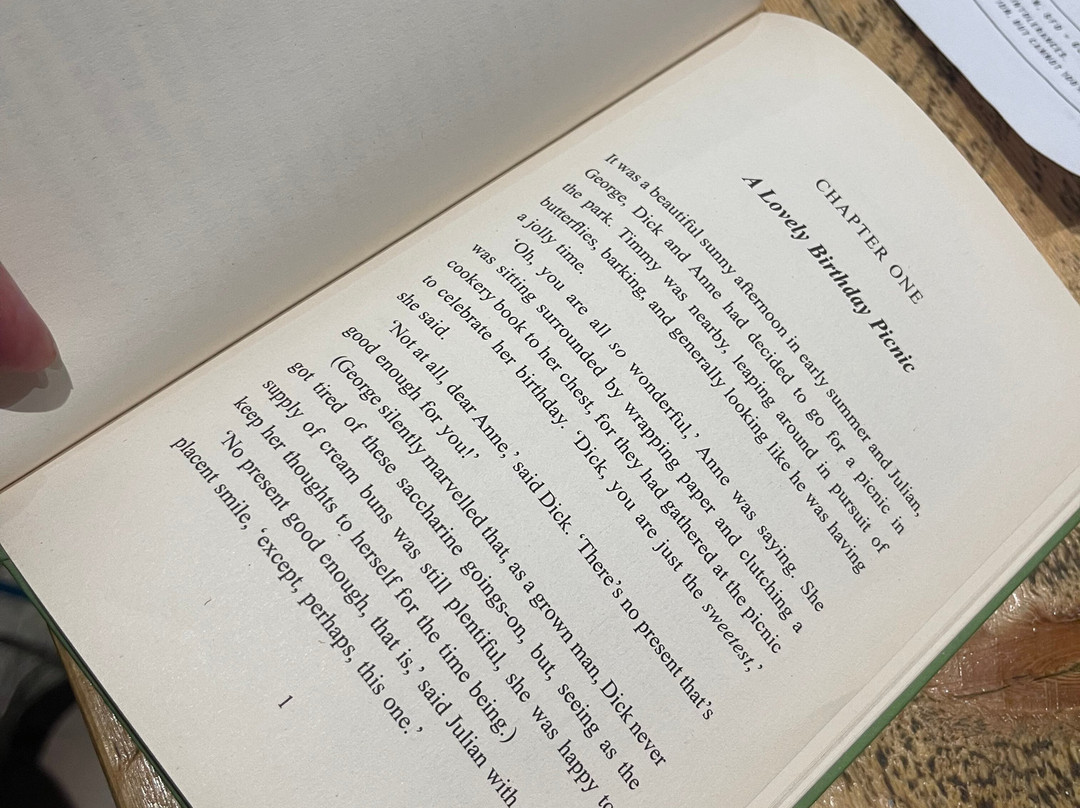 CHAPTER ONE
A Lovely Birthday Picnic
It was a beautiful sunny afternoon in early summer and Julian,
George, Dick and Anne had decided to go for a picnic in
the park. Timmy was nearby, leaping around in pursuit of
butterflies, barking, and generally looking like he was having
a jolly time.
‘Oh, you are all so wonderful,’ Anne was saying. She
was sitting surrounded by wrapping paper and clutching a
cookery book to her chest, for they had gathered at the picnic
to celebrate her birthday. ‘Dick, you are just the sweetest,’
she said.
‘Not at all, dear Anne,’ said Dick. ‘There’s no present that’s
good enough for you!’
(George silently marvelled that, as a grown man, Dick never
got tired of these saccharine goings-on, but, seeing as the
supply of cream buns was still plentiful, she was happy to
keep her thoughts to herself for the time being.)
‘No present good enough, that is,’ said Julian with
placent smile, ‘except, perhaps, this one.’
1